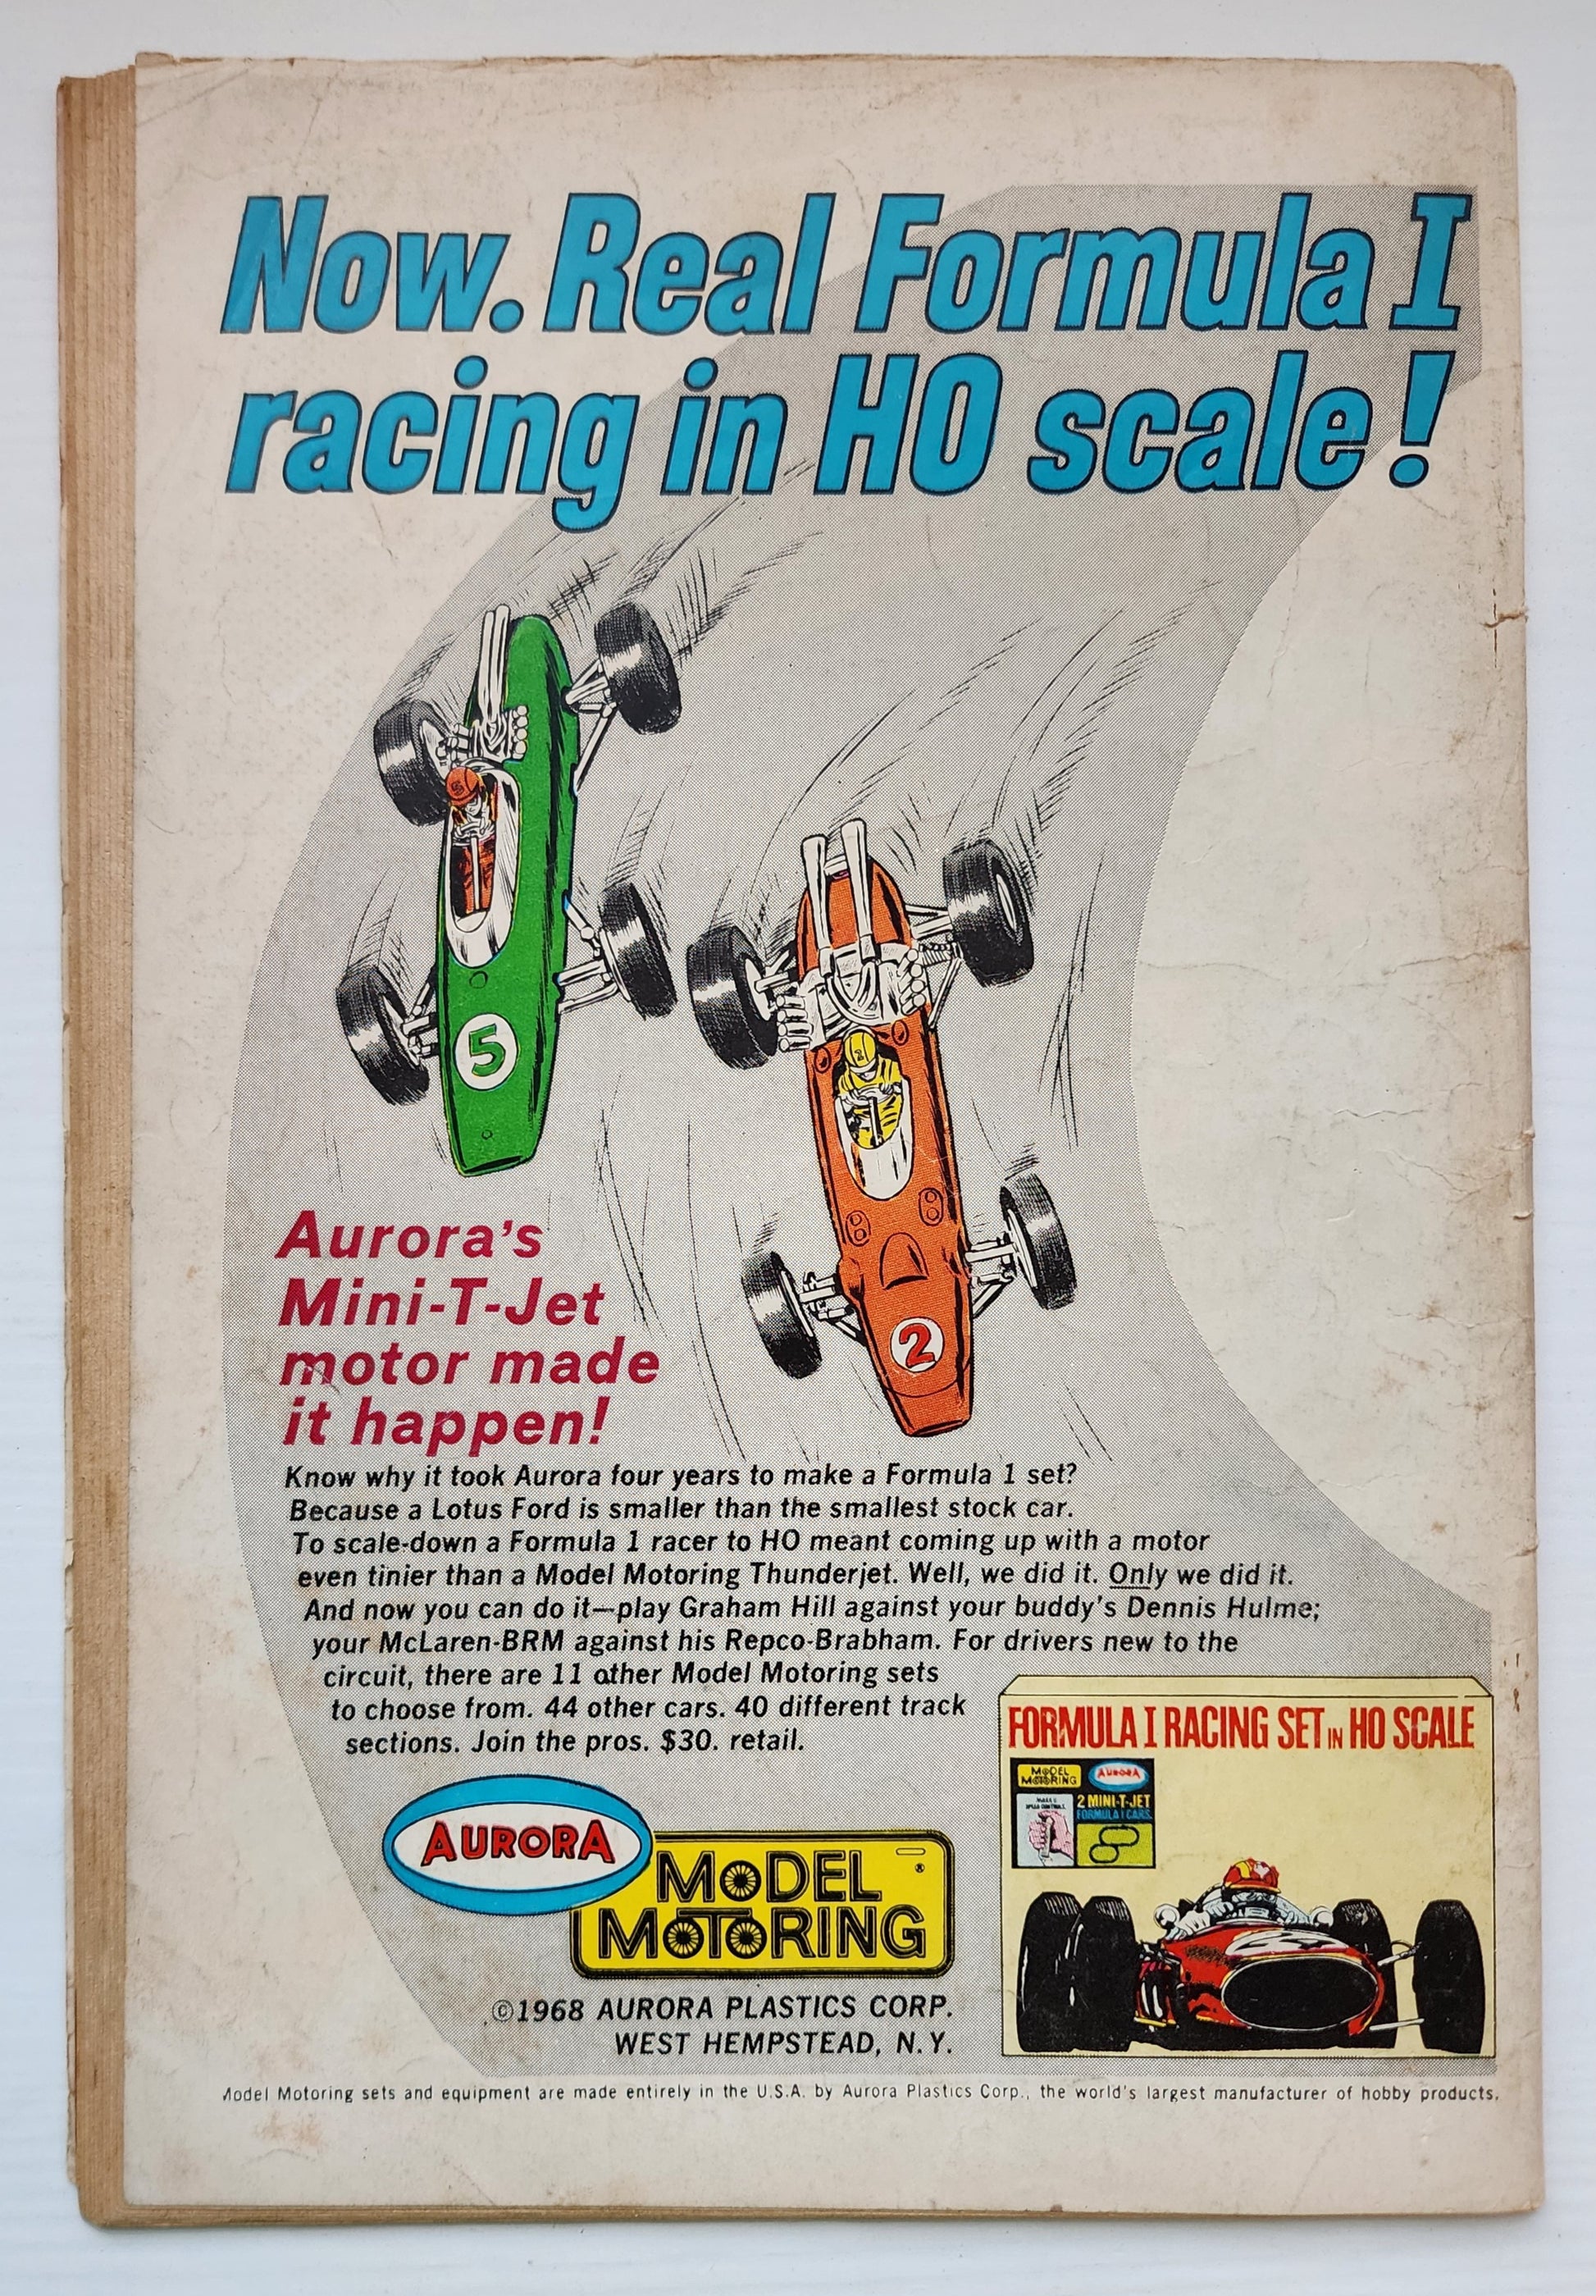 Now. Real Formula I
racing in HO scale!
5
2
Aurora's
Mini-T-Jet
motor made
it happen!
Know why it took Aurora four years to make a Formula 1 set?
Because a Lotus Ford is smaller than the smallest stock car.
To scale-down a Formula 1 racer to HO meant coming up with a motor
even tinier than a Model Motoring Thunderjet. Well, we did it. Only we did it.
And now you can do it—play Graham Hill against your buddy's Dennis Hulme;
your McLaren-BRM against his Repco-Brabham. For drivers new to the
circuit, there are 11 other Model Motoring sets
to choose from. 44 other cars. 40 different track
sections. Join the pros. $30. retail.
AURORA
MODEL
MOTORING
®
©1968 AURORA PLASTICS CORP.
WEST HEMPSTEAD, N.Y.
FORMULA I RACING SET IN HO SCALE
MODEL
MOTORING
AURORA
2 MINI-T-JET
FORMULA I CARS.
Model Motoring sets and equipment are made entirely in the U.S.A. by Aurora Plastics Corp., the world's largest manufacturer of hobby products.